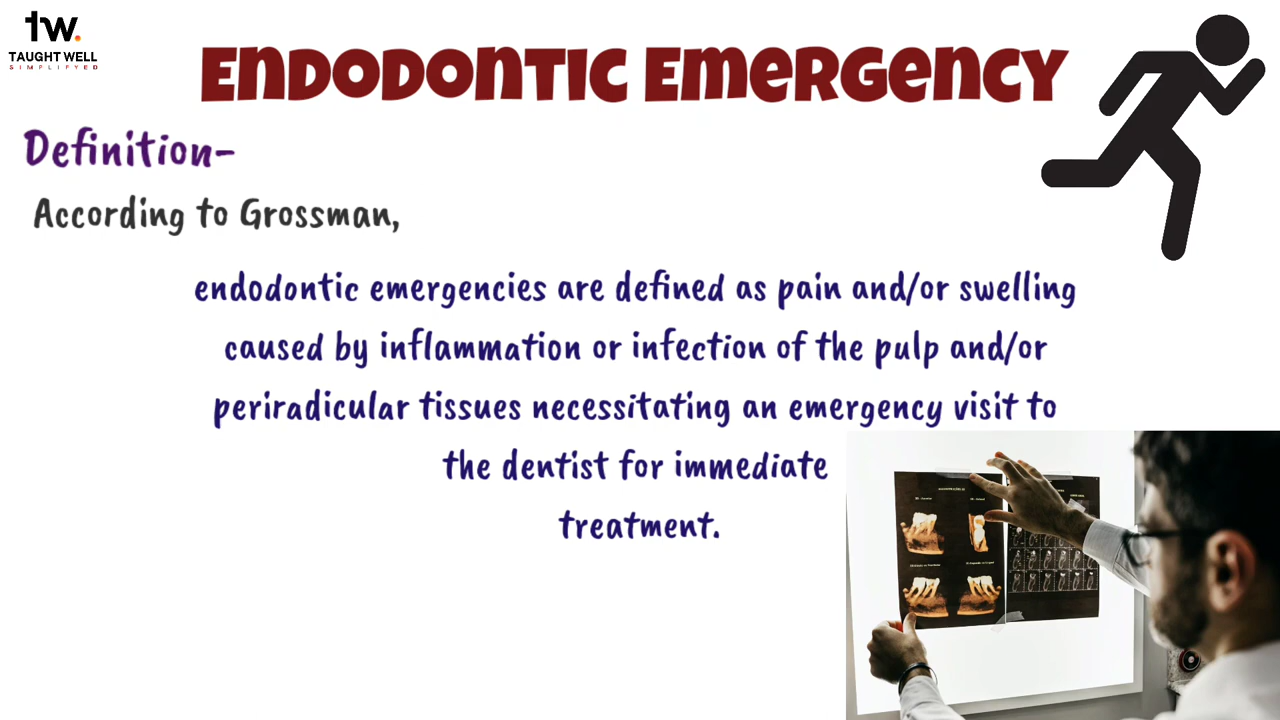 tw.
TAUGHT WELL
SIMPLIFYED
Endodontic Emergency
Definition-
According to Grossman,
endodontic emergencies are defined as pain and/or swelling
caused by inflammation or infection of the pulp and/or
periradicular tissues necessitating an emergency visit to
the dentist for immediate
treatment.